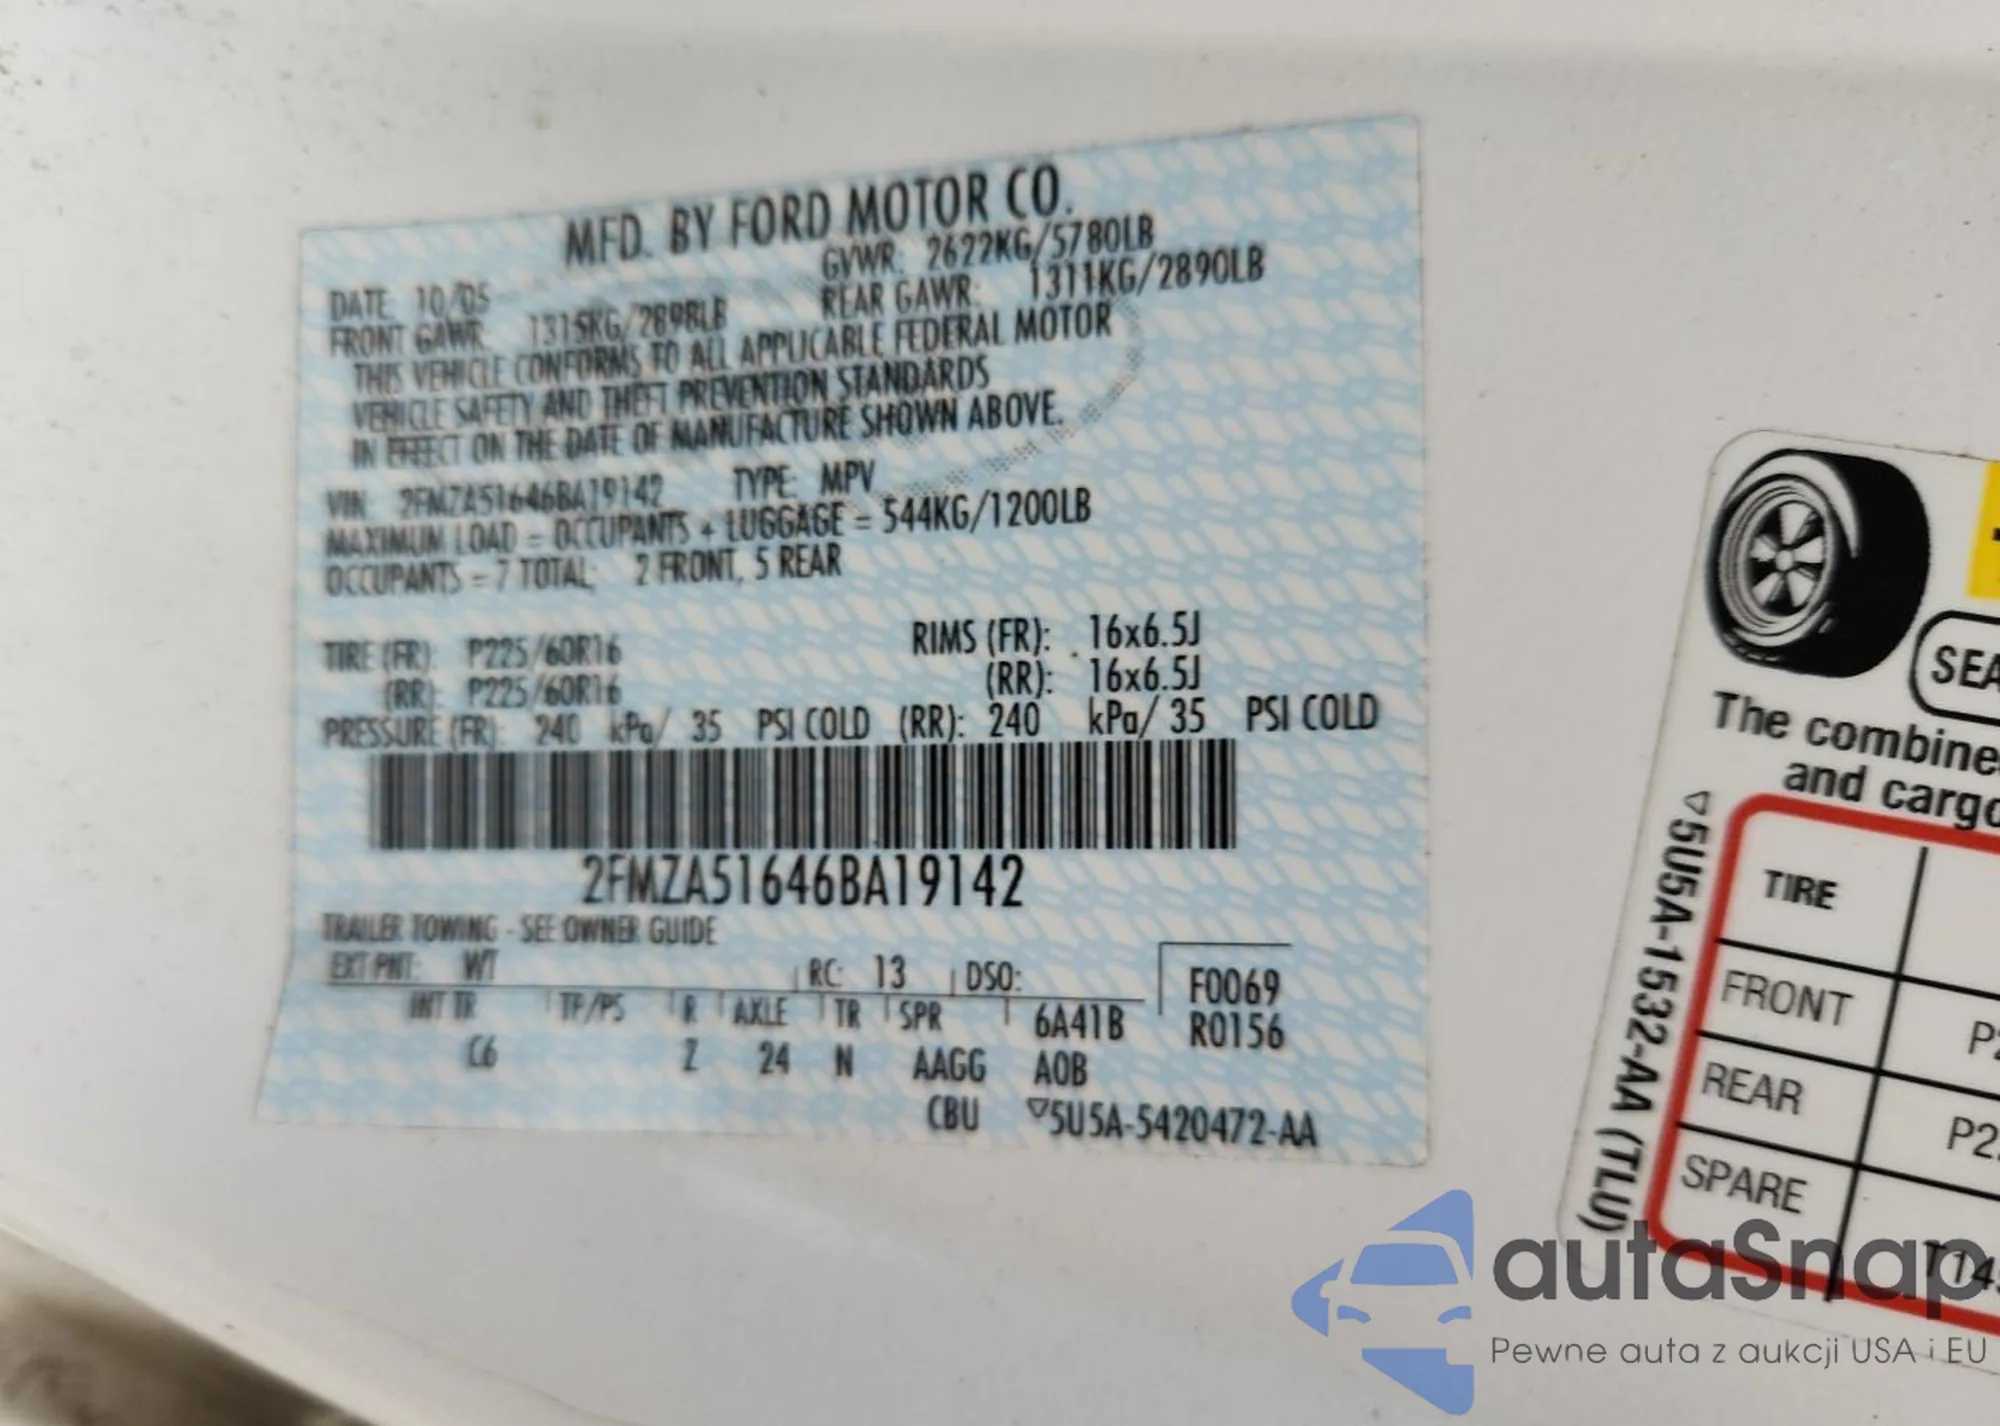 MFD. BY FORD MOTOR CO.
DATE: 10/05 GVWR: 2622KG/5780LB
FRONT GAWR: 1315KG/2898LB REAR GAWR: 1311KG/2890LB
THIS VEHICLE CONFORMS TO ALL APPLICABLE FEDERAL MOTOR
VEHICLE SAFETY AND THEFT PREVENTION STANDARDS
IN EFFECT ON THE DATE OF MANUFACTURE SHOWN ABOVE.
VIN: 2FMZA51646BA19142 TYPE: MPV
MAXIMUM LOAD = OCCUPANTS + LUGGAGE = 544KG/1200LB
OCCUPANTS = 7 TOTAL, 2 FRONT, 5 REAR
TIRE (FR): P225/60R16 RIMS (FR): 16x6.5J
(RR): P225/60R16 (RR): 16x6.5J
PRESSURE (FR): 240 kPa/ 35 PSI COLD (RR): 240 kPa/ 35 PSI COLD
2FMZA51646BA19142
TRAILER TOWING - SEE OWNER GUIDE
EXT PNT: WT RC: 13 DSO: F0069
INT TR TP/PS R AXLE TR SPR 6A41B R0156
C6 Z 24 N AAGG A0B
CBU ▽5U5A-5420472-AA
SEA
The combine
and cargo
▽5U5A-1532-AA (TLU)
TIRE
FRONT P2
REAR P2
SPARE T14
autaSnap
Pewne auta z aukcji USA i EU